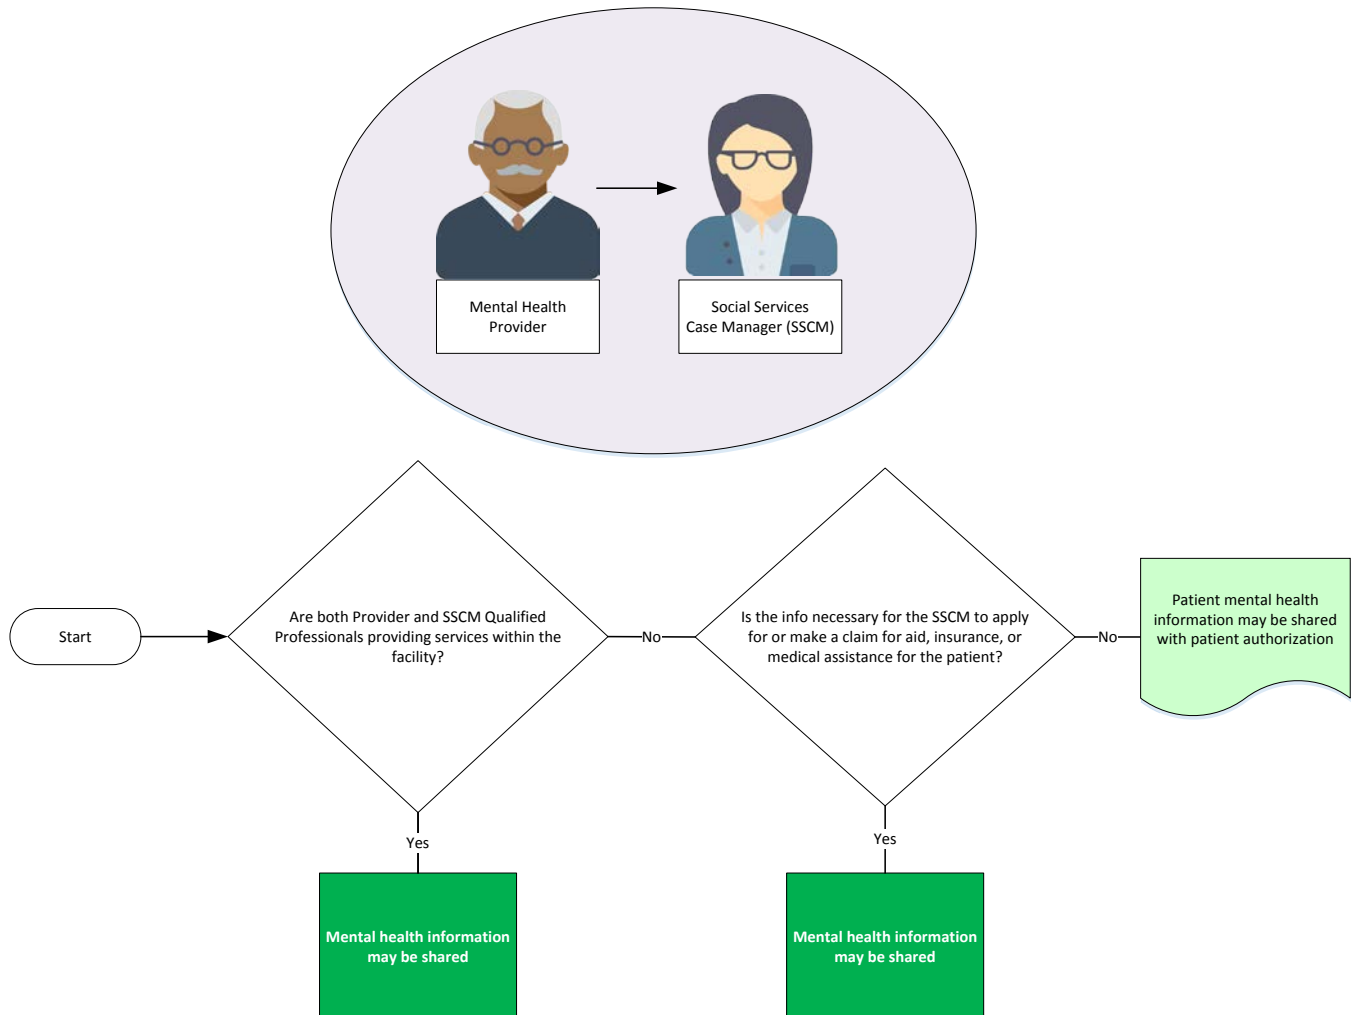 Mental Health
Provider
Social Services
Case Manager (SSCM)
Start
Are both Provider and SSCM Qualified
Professionals providing services within the
facility?
No
Is the info necessary for the SSCM to apply
for or make a claim for aid, insurance, or
medical assistance for the patient?
No
Patient mental health
information may be shared
with patient authorization
Yes
Yes
Mental health information
may be shared
Mental health information
may be shared